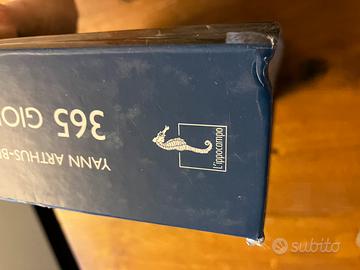 YANN ARTHUS-B
365 GIO
L'ippocampo
subito